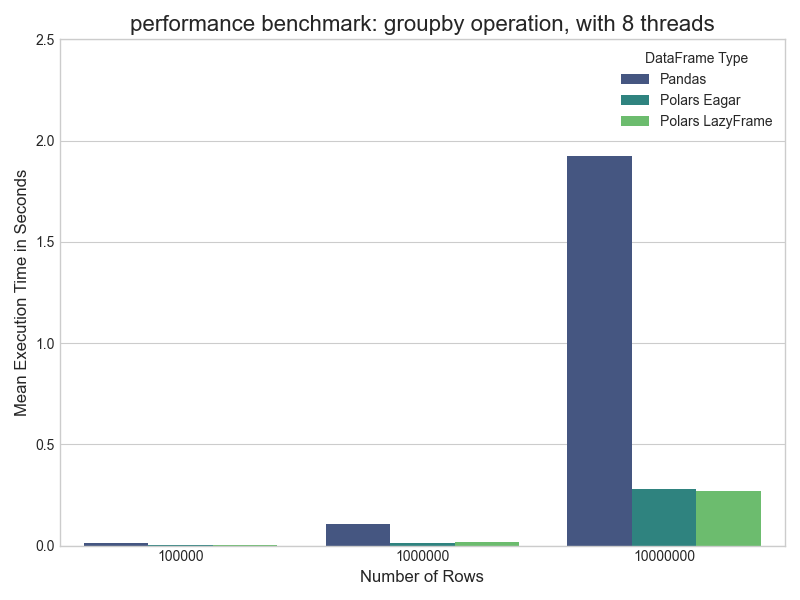 performance benchmark: groupby operation, with 8 threads
2.5
2.0
1.5
1.0
0.5
0.0
Mean Execution Time in Seconds
DataFrame Type
Pandas
Polars Eagar
Polars LazyFrame
100000
1000000
10000000
Number of Rows